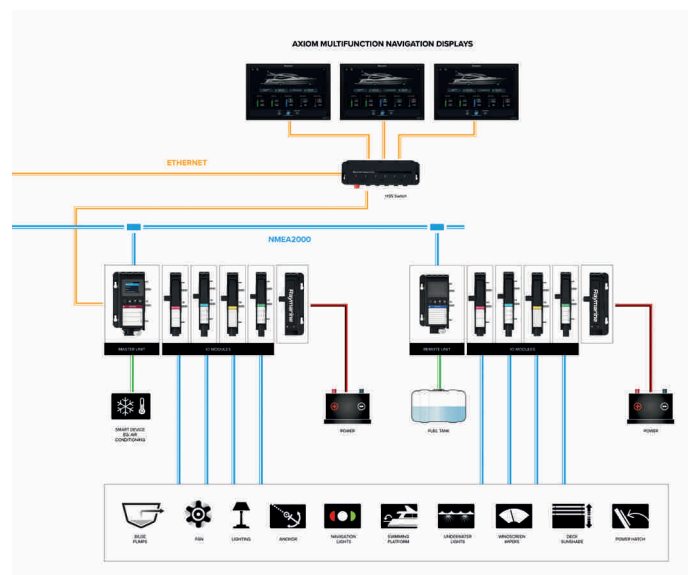 AXIOM MULTIFUNCTION NAVIGATION DISPLAYS
ETHERNET
HS5 Switch
NMEA2000
Raymarine
Raymarine
MASTER UNIT
IO MODULES
REMOTE UNIT
IO MODULES
SMART DEVICE
EG: AIR
CONDITIONING
POWER
FUEL TANK
POWER
BILGE
PUMPS
FAN
LIGHTING
ANCHOR
NAVIGATION
LIGHTS
SWIMMING
PLATFORM
UNDERWATER
LIGHTS
WINDSCREEN
WIPERS
DECK
SUNSHADE
POWER HATCH